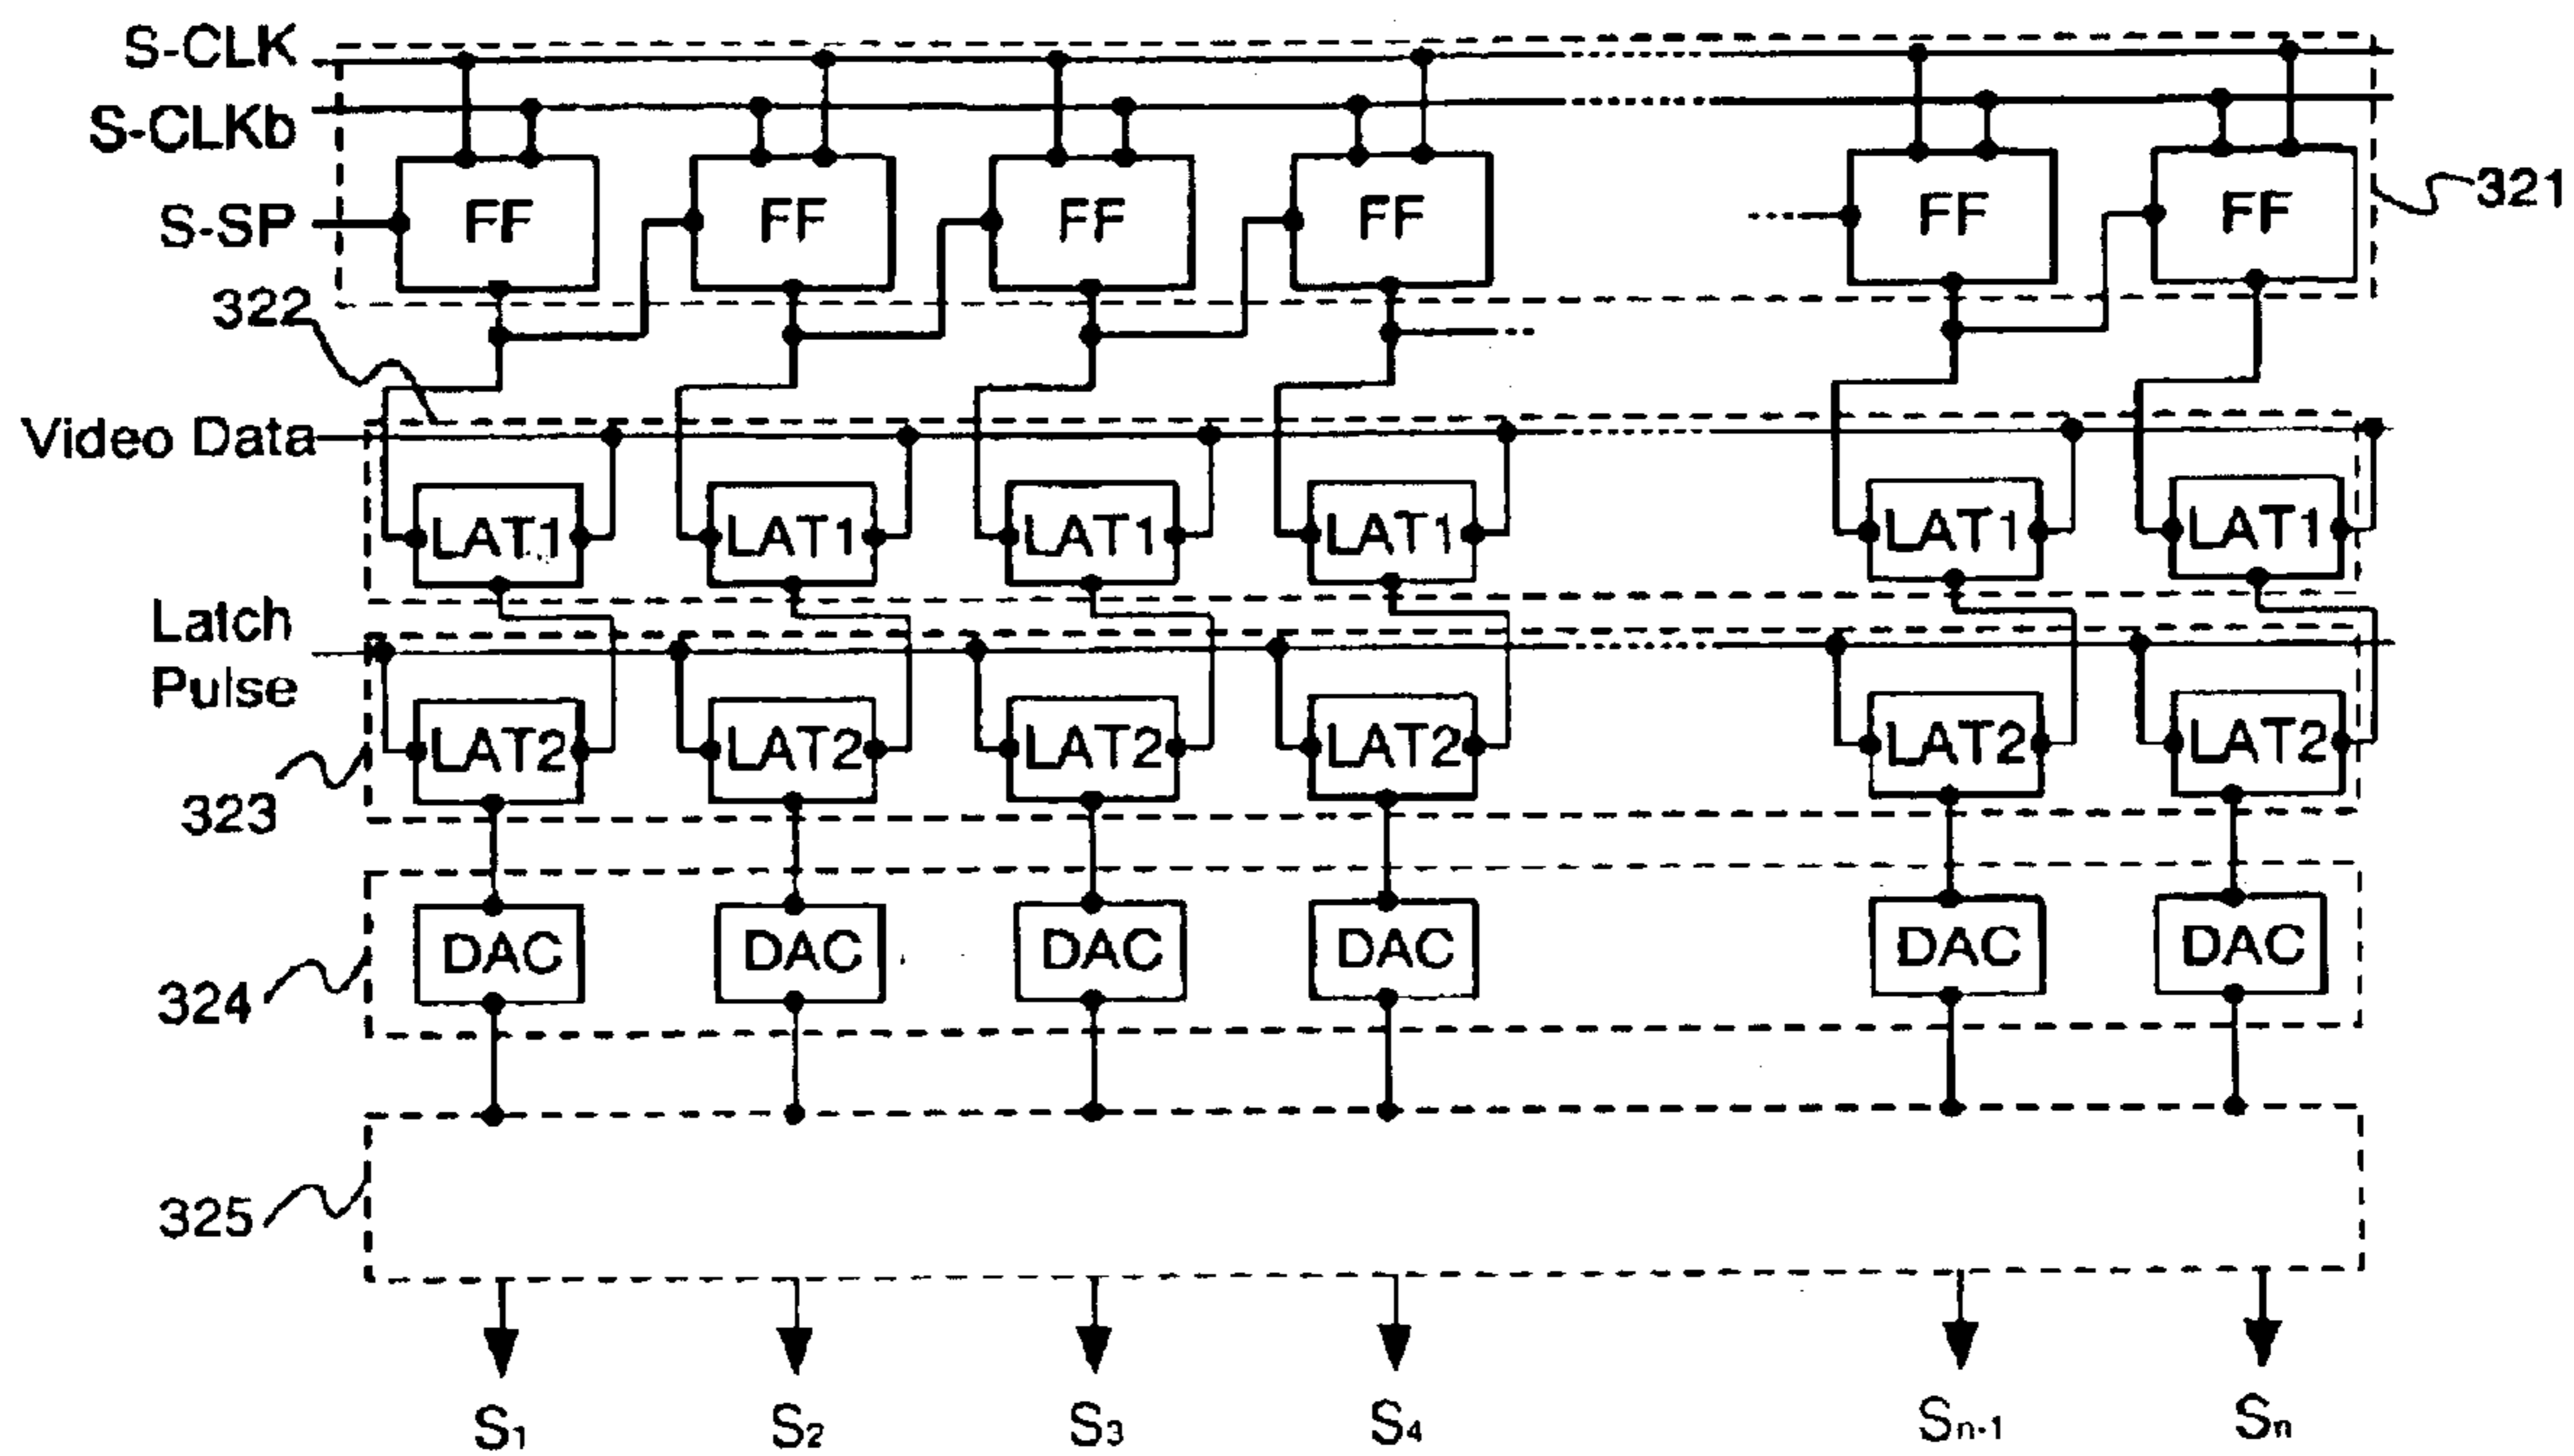 S-CLK
S-CLKb
S-SP
FF FF FF FF FF FF
321
322
Video Data
LAT1 LAT1 LAT1 LAT1 LAT1 LAT1
Latch
Pulse
LAT2 LAT2 LAT2 LAT2 LAT2 LAT2
323
DAC DAC DAC DAC DAC DAC
324
325
S1 S2 S3 S4 Sn-1 Sn